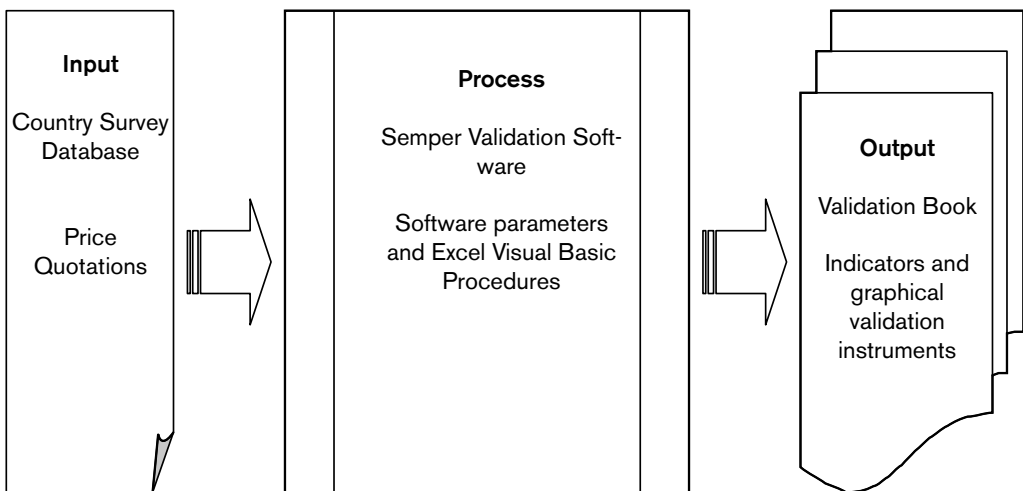 Input
Country Survey
Database
Price
Quotations
Process
Semper Validation Soft-
ware
Software parameters
and Excel Visual Basic
Procedures
Output
Validation Book
Indicators and
graphical
validation
instruments